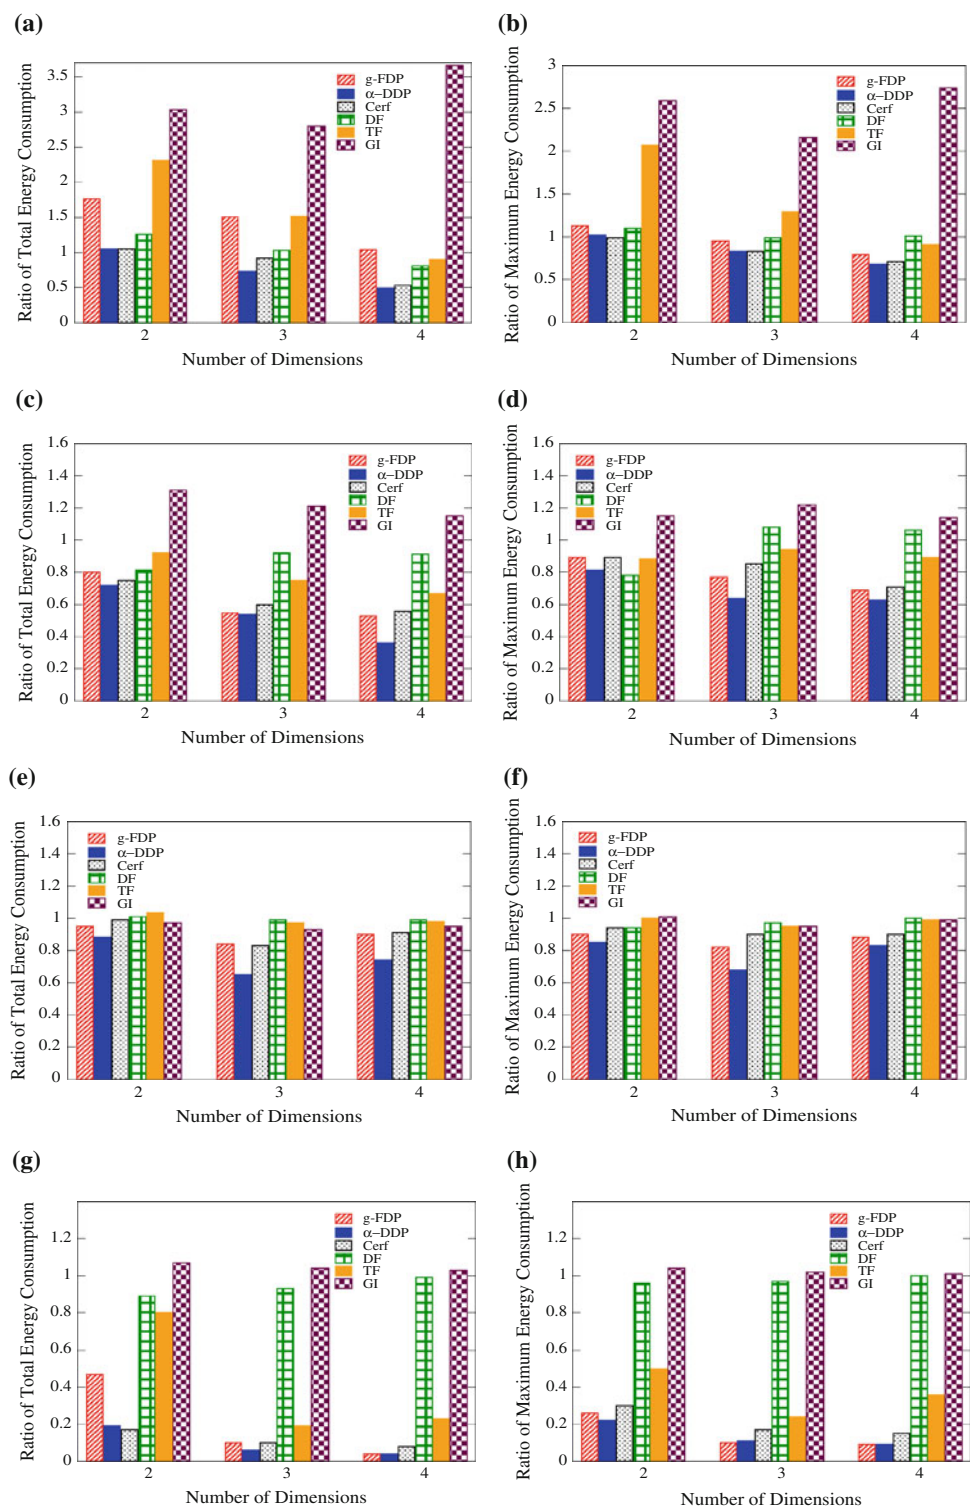 (a)
Ratio of Total Energy Consumption
3.5
3
2.5
2
1.5
1
0.5
0
g-FDP
α−DDP
Cerf
DF
TF
GI
2 3 4
Number of Dimensions
(b)
Ratio of Maximum Energy Consumption
3
2.5
2
1.5
1
0.5
0
g-FDP
α−DDP
Cerf
DF
TF
GI
2 3 4
Number of Dimensions
(c)
Ratio of Total Energy Consumption
1.6
1.4
1.2
1
0.8
0.6
0.4
0.2
0
g-FDP
α−DDP
Cerf
DF
TF
GI
2 3 4
Number of Dimensions
(d)
Ratio of Maximum Energy Consumption
1.6
1.4
1.2
1
0.8
0.6
0.4
0.2
0
g-FDP
α−DDP
Cerf
DF
TF
GI
2 3 4
Number of Dimensions
(e)
Ratio of Total Energy Consumption
1.6
1.4
1.2
1
0.8
0.6
0.4
0.2
0
g-FDP
α−DDP
Cerf
DF
TF
GI
2 3 4
Number of Dimensions
(f)
Ratio of Maximum Energy Consumption
1.6
1.4
1.2
1
0.8
0.6
0.4
0.2
0
g-FDP
α−DDP
Cerf
DF
TF
GI
2 3 4
Number of Dimensions
(g)
Ratio of Total Energy Consumption
1.2
1
0.8
0.4
0.2
0
g-FDP
α−DDP
Cerf
DF
TF
GI
2 3 4
Number of Dimensions
(h)
Ratio of Maximum Energy Consumption
1.2
1
0.8
0.4
0.2
0
g-FDP
α−DDP
Cerf
DF
TF
GI
2 3 4
Number of Dimensions